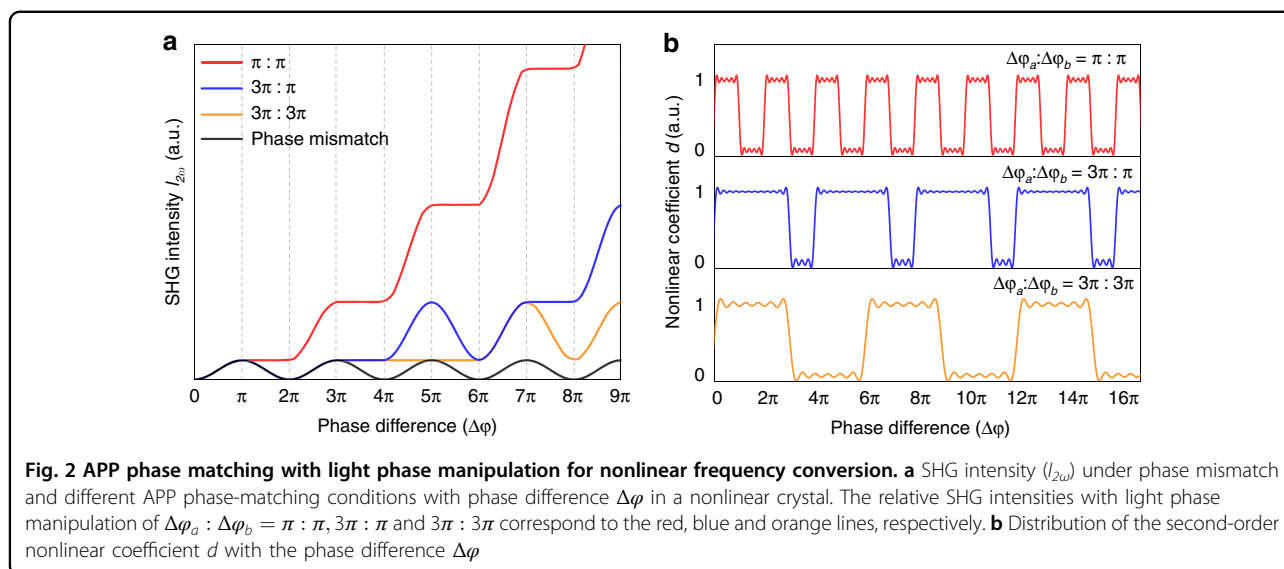 a
π : π
3π : π
3π : 3π
Phase mismatch
SHG intensity I2ω (a.u.)
0 π 2π 3π 4π 5π 6π 7π 8π 9π
Phase difference (Δφ)
b
Δφa:Δφb = π : π
1
0
Δφa:Δφb = 3π : π
1
0
Δφa:Δφb = 3π : 3π
1
0
Nonlinear coefficient d (a.u.)
0 2π 4π 6π 8π 10π 12π 14π 16π
Phase difference (Δφ)
Fig. 2 APP phase matching with light phase manipulation for nonlinear frequency conversion. a SHG intensity (I2ω) under phase mismatch
and different APP phase-matching conditions with phase difference Δφ in a nonlinear crystal. The relative SHG intensities with light phase
manipulation of Δφa : Δφb = π : π, 3π : π and 3π : 3π correspond to the red, blue and orange lines, respectively. b Distribution of the second-order
nonlinear coefficient d with the phase difference Δφ